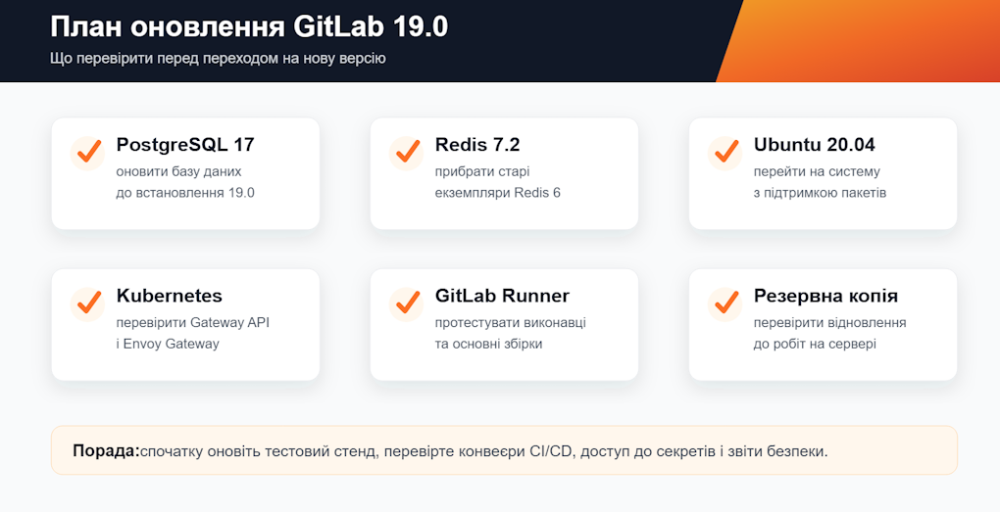 План оновлення GitLab 19.0
Що перевірити перед переходом на нову версію
PostgreSQL 17
оновити базу даних
до встановлення 19.0
Redis 7.2
прибрати старі
екземпляри Redis 6
Ubuntu 20.04
перейти на систему
з підтримкою пакетів
Kubernetes
перевірити Gateway API
і Envoy Gateway
GitLab Runner
протестувати виконавці
та основні збірки
Резервна копія
перевірити відновлення
до робіт на сервері
Порада:спочатку оновіть тестовий стенд, перевірте конвеєри CI/CD, доступ до секретів і звіти безпеки.